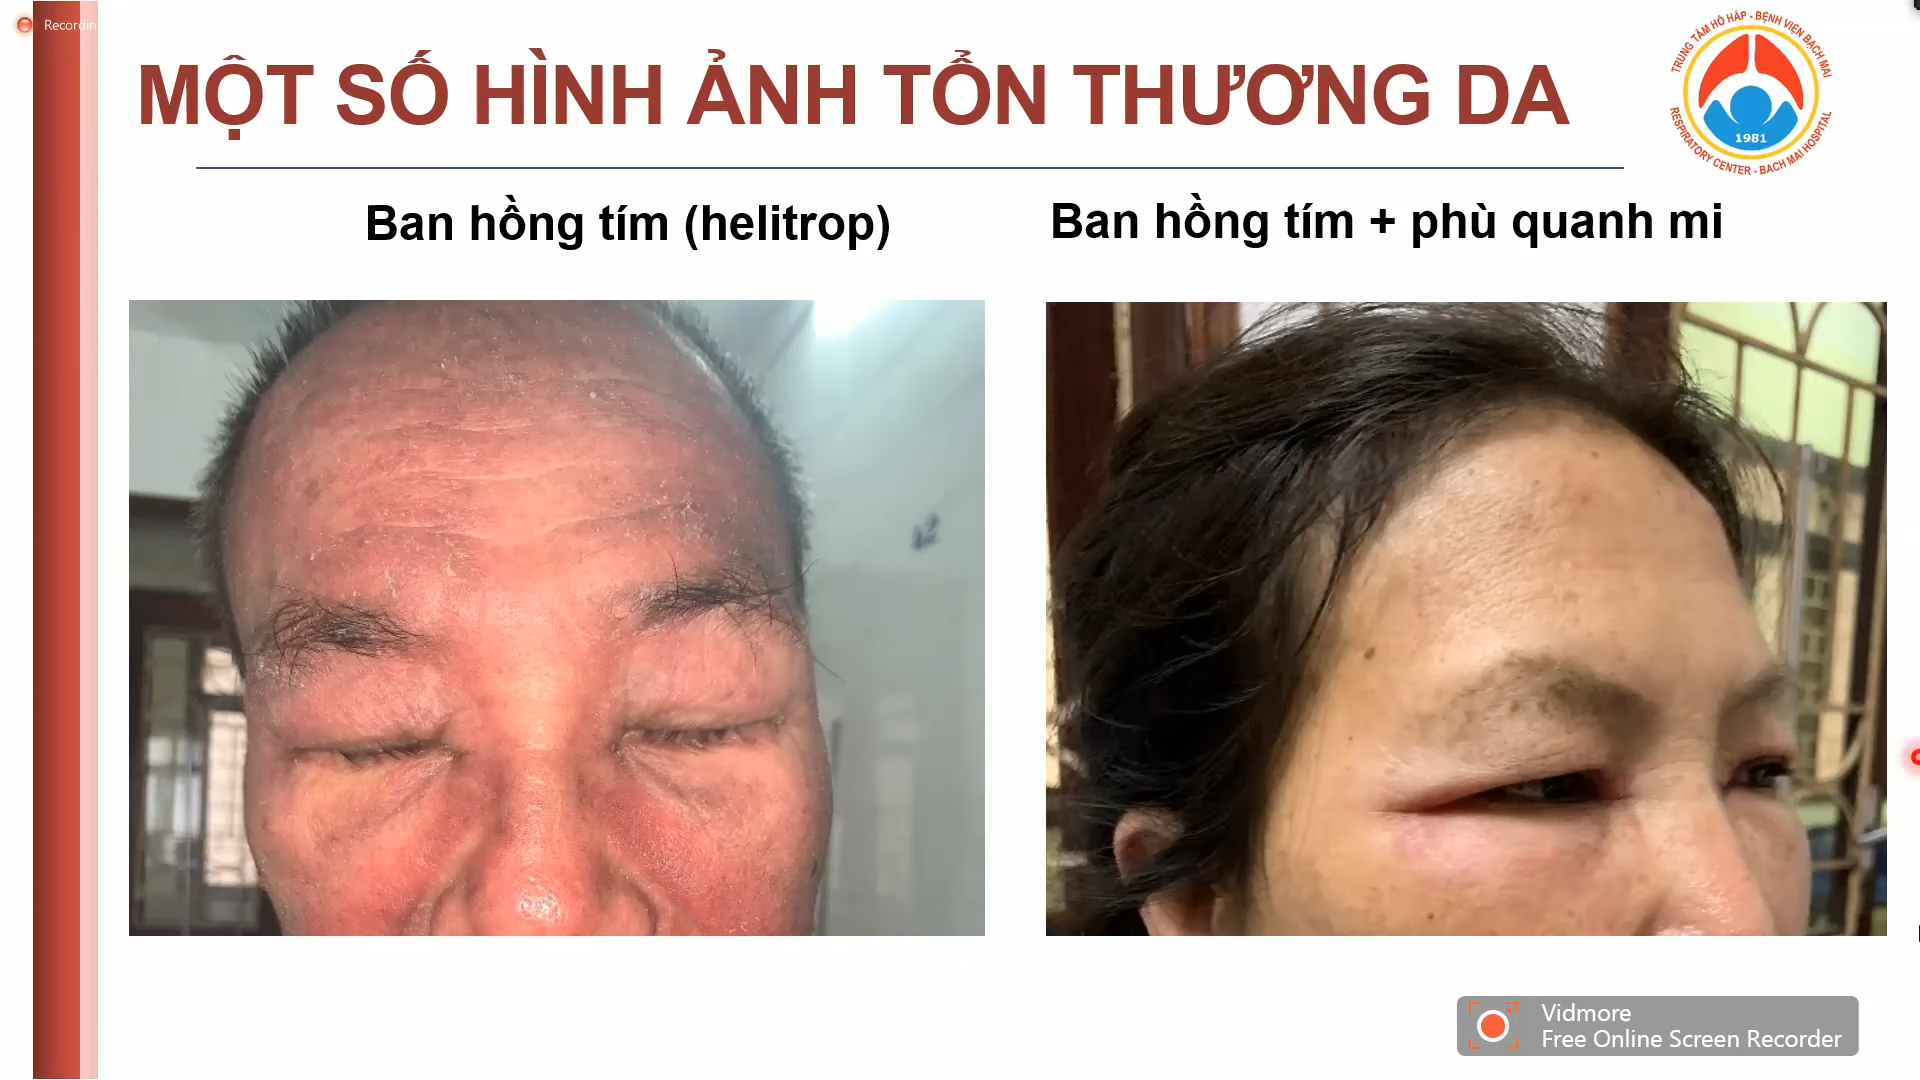 Recordin
MỘT SỐ HÌNH ẢNH TỔN THƯƠNG DA
TRUNG TÂM HÔ HẤP - BỆNH VIỆN BẠCH MAI
1981
RESPIRATORY CENTER - BACH MAI HOSPITAL
Ban hồng tím (helitrop)
Ban hồng tím + phù quanh mi
Vidmore
Free Online Screen Recorder